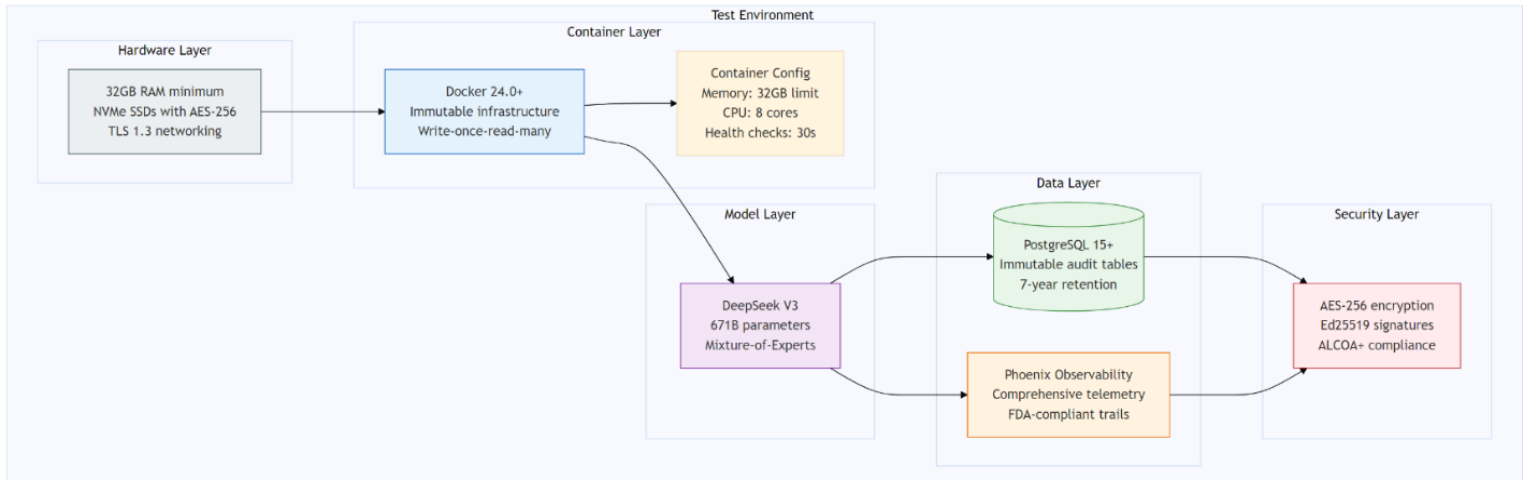 Test Environment
Hardware Layer
32GB RAM minimum
NVMe SSDs with AES-256
TLS 1.3 networking
Container Layer
Docker 24.0+
Immutable infrastructure
Write-once-read-many
Container Config
Memory: 32GB limit
CPU: 8 cores
Health checks: 30s
Model Layer
DeepSeek V3
671B parameters
Mixture-of-Experts
Data Layer
PostgreSQL 15+
Immutable audit tables
7-year retention
Phoenix Observability
Comprehensive telemetry
FDA-compliant trails
Security Layer
AES-256 encryption
Ed25519 signatures
ALCOA+ compliance